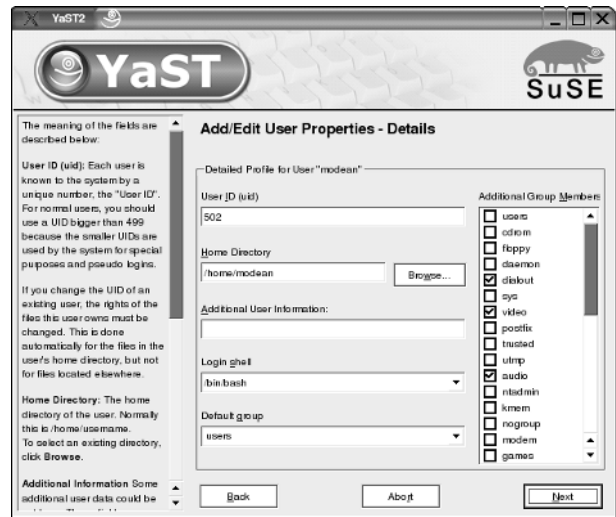 YaST2
YaST
SuSE
The meaning of the fields are
described below:
User ID (uid): Each user is
known to the system by a
unique number, the "User ID".
For normal users, you should
use a UID bigger than 499
because the smaller UIDs are
used by the system for special
purposes and pseudo logins.
If you change the UID of an
existing user, the rights of the
files this user owns must be
changed. This is done
automatically for the files in the
user's home directory, but not
for files located elsewhere.
Home Directory: The home
directory of the user. Normally
this is /home/username.
To select an existing directory,
click Browse.
Additional Information Some
additional user data could be
Add/Edit User Properties - Details
Detailed Profile for User "modean"
User ID (uid)
502
Home Directory
/home/modean
Browse...
Additional User Information:
Login shell
/bin/bash
Default group
users
Additional Group Members
users
cdrom
floppy
daemon
dialout
sys
video
postfix
trusted
utmp
audio
ntadmin
kmem
nogroup
modem
games
Back
Abort
Next